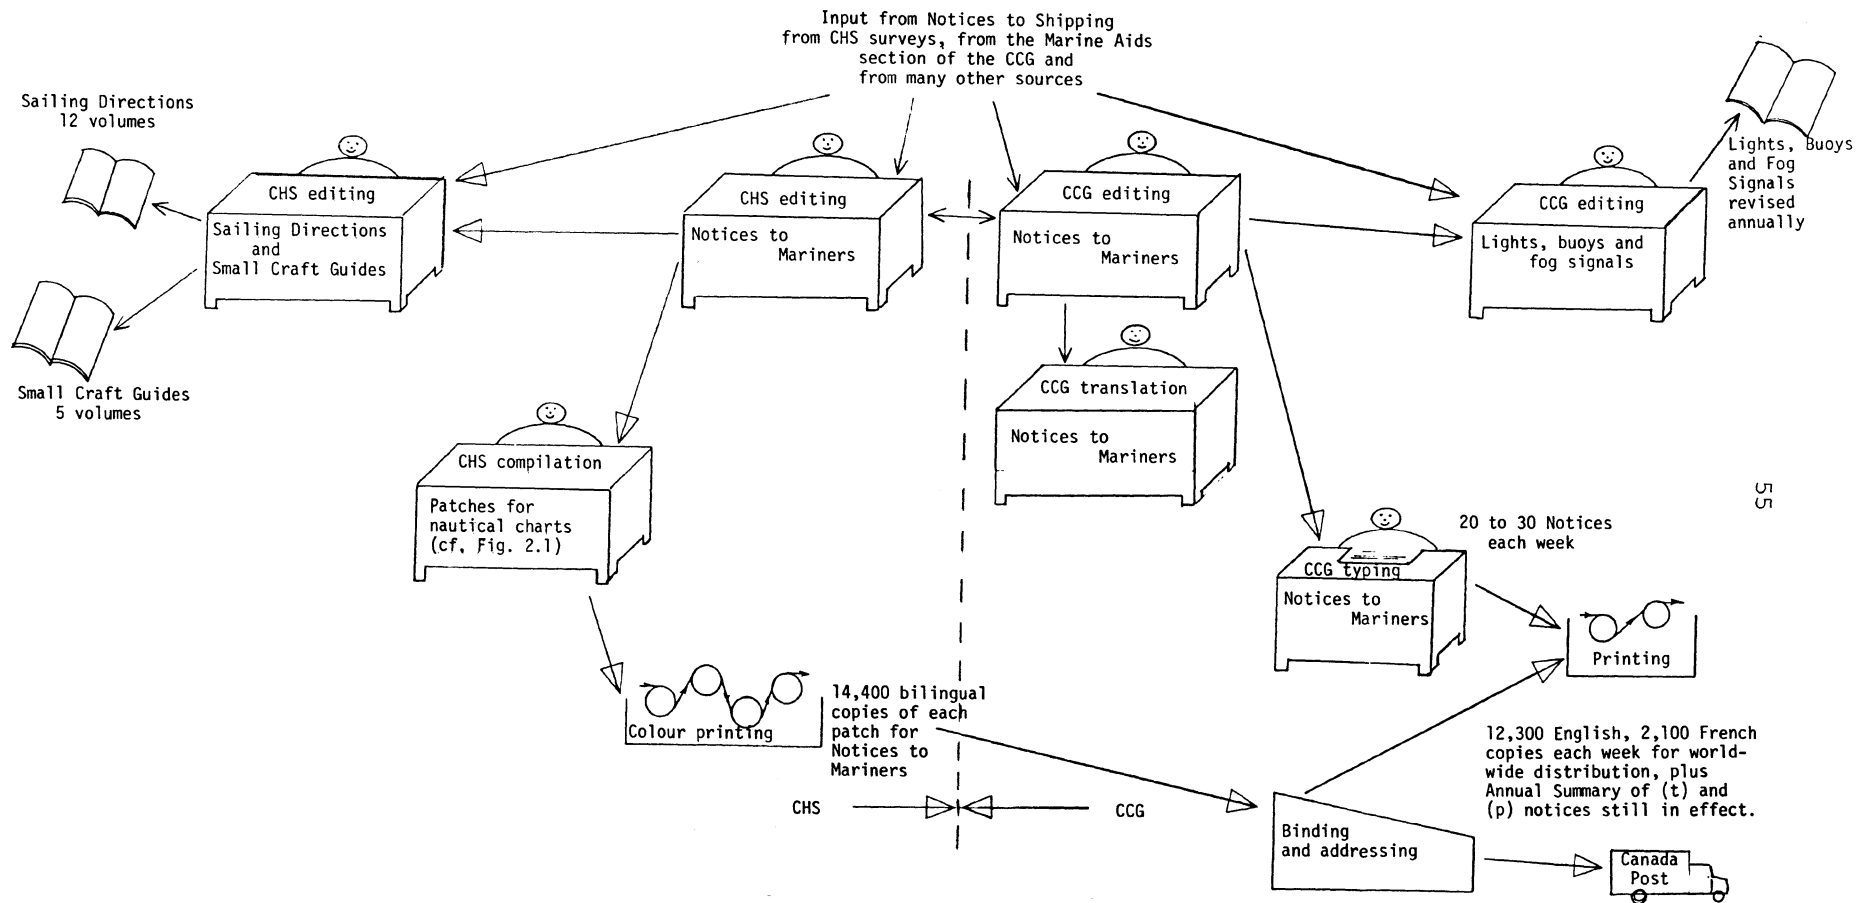 Input from Notices to Shipping
from CHS surveys, from the Marine Aids
section of the CCG and
from many other sources
Sailing Directions
12 volumes
CHS editing
Sailing Directions
and
Small Craft Guides
Small Craft Guides
5 volumes
CHS editing
Notices to
Mariners
CCG editing
Notices to
Mariners
CCG editing
Lights, buoys and
fog signals
Lights, Buoys
and Fog
Signals
revised
annually
CCG translation
Notices to
Mariners
CHS compilation
Patches for
nautical charts
(cf, Fig. 2.1)
55
20 to 30 Notices
each week
CCG typing
Notices to
Mariners
Printing
Colour printing
14,400 bilingual
copies of each
patch for
Notices to
Mariners
12,300 English, 2,100 French
copies each week for world-
wide distribution, plus
Annual Summary of (t) and
(p) notices still in effect.
CHS
CCG
Binding
and addressing
Canada
Post